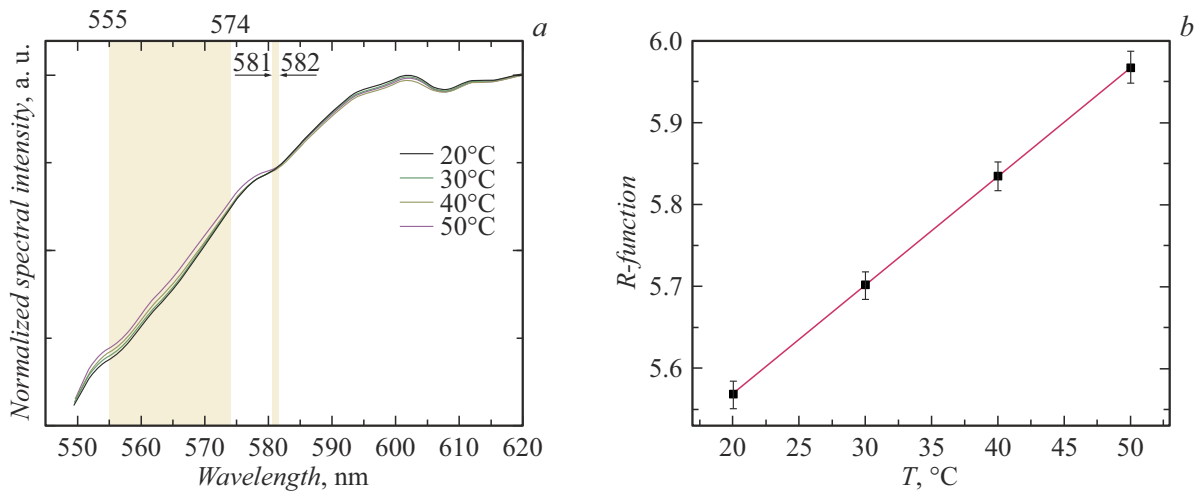 555
574
a
581
582
20°C
30°C
40°C
50°C
Normalized spectral intensity, a. u.
550 560 570 580 590 600 610 620
Wavelength, nm
b
6.0
5.9
5.8
5.7
5.6
R-function
20 25 30 35 40 45 50
T, °C